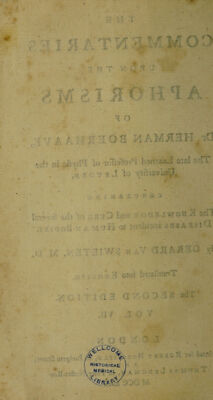 THE
COMMENTARIES
UPON THE
APHORISMS
OF
Dr. HERMAN BOERHAAVE,
The late Learned Professor of Physick in the
University of LEYDEN,
CONCERNING
The KNOWLEDGE and CURE of the several
DISEASES incident to HUMAN BODIES.
By GERARD VAN SWIETEN, M. D.
Translated into ENGLISH.
The SECOND EDITION.
VOL. VII.
LONDON
WELLCOME
HISTORICAL
MEDICAL
LIBRARY